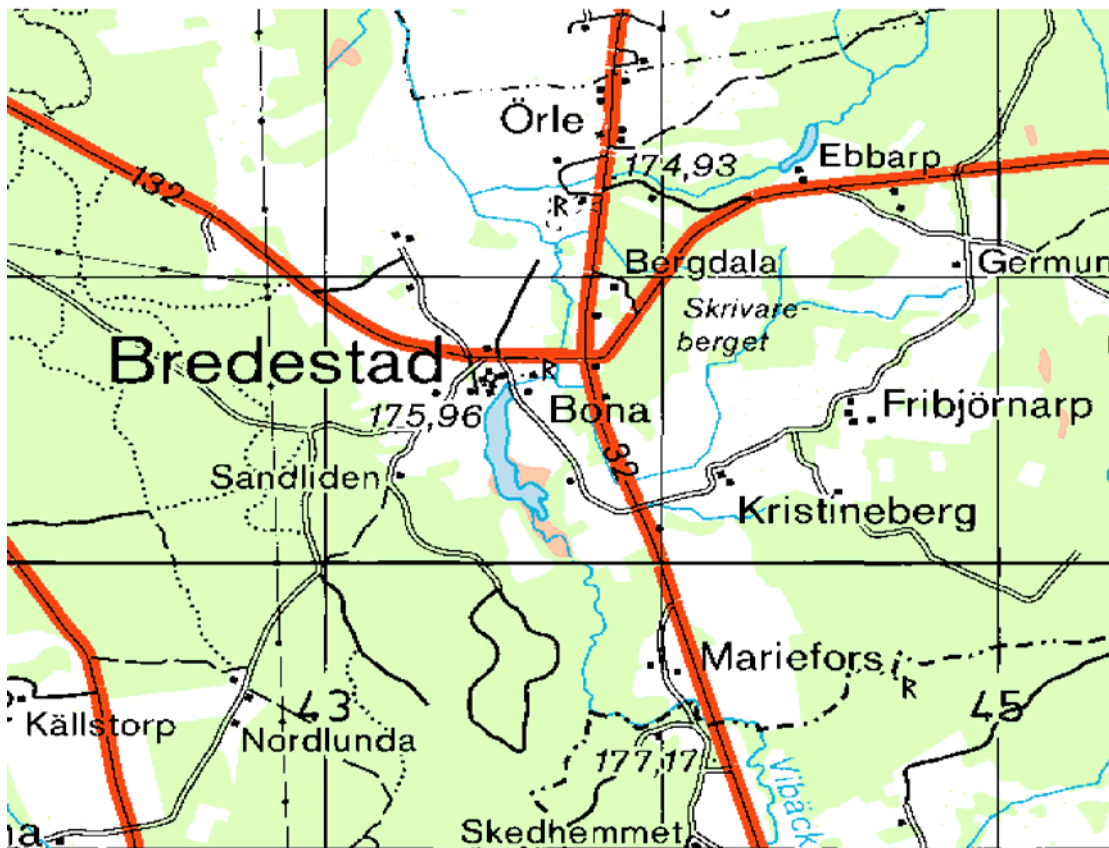 Örle
174,93
Ebbarp
132
R
Bergdala
Germun
Skrivare-
berget
Bredestad
R
175,96
Bona
Fribjörnarp
32
Sandliden
Kristineberg
Mariefors
R
43
45
Källstorp
Nordlunda
177,17
Vibäck
Skedhemmet